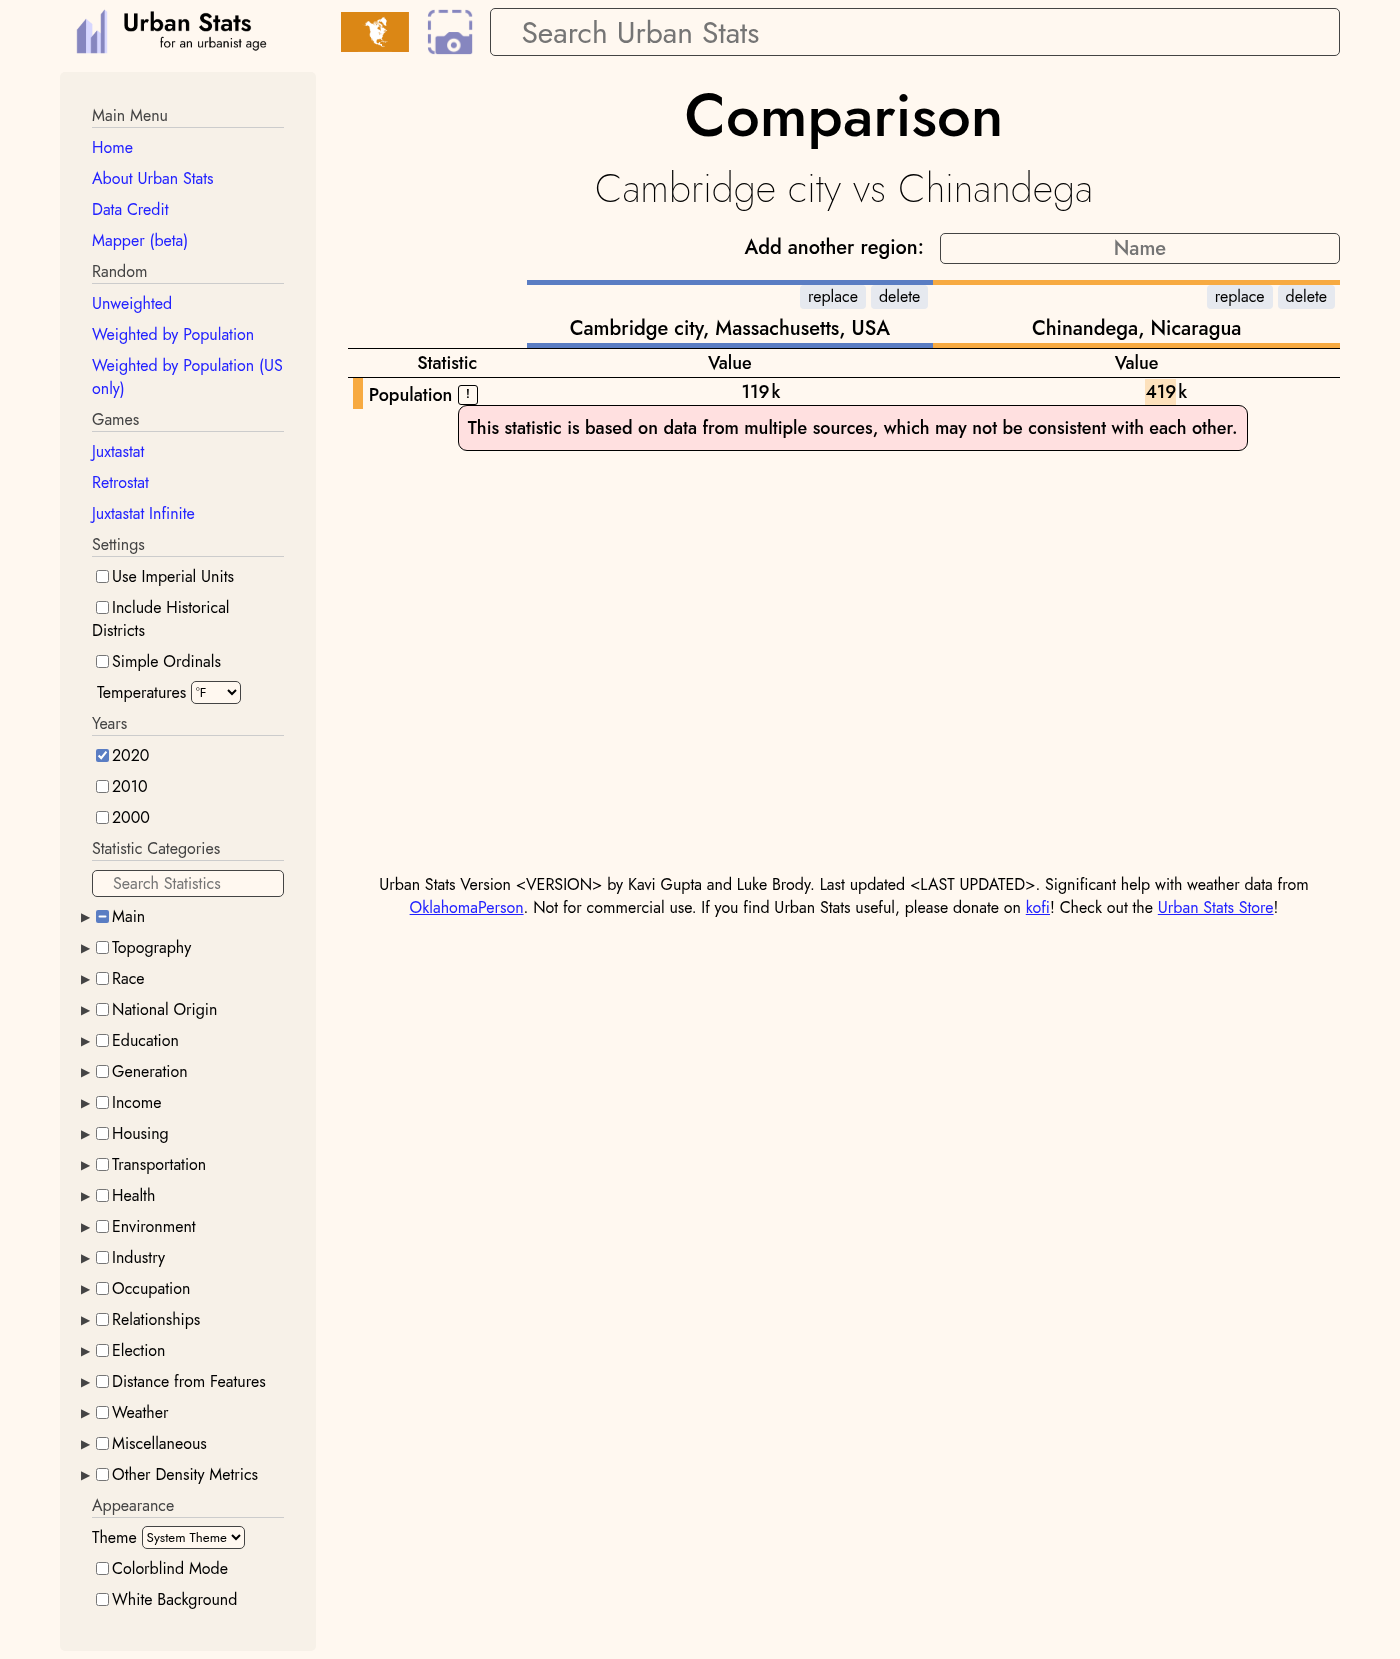 Urban Stats
for an urbanist age
Search Urban Stats
Main Menu
Home
About Urban Stats
Data Credit
Mapper (beta)
Random
Unweighted
Weighted by Population
Weighted by Population (US
only)
Games
Juxtastat
Retrostat
Juxtastat Infinite
Settings
Use Imperial Units
Include Historical
Districts
Simple Ordinals
Temperatures °F
Years
2020
2010
2000
Statistic Categories
Search Statistics
Main
Topography
Race
National Origin
Education
Generation
Income
Housing
Transportation
Health
Environment
Industry
Occupation
Relationships
Election
Distance from Features
Weather
Miscellaneous
Other Density Metrics
Appearance
Theme System Theme
Colorblind Mode
White Background
Comparison
Cambridge city vs Chinandega
Add another region: Name
replace delete replace delete
Cambridge city, Massachusetts, USA Chinandega, Nicaragua
Statistic Value Value
Population ! 119k 419k
This statistic is based on data from multiple sources, which may not be consistent with each other.
Urban Stats Version <VERSION> by Kavi Gupta and Luke Brody. Last updated <LAST UPDATED>. Significant help with weather data from
OklahomaPerson. Not for commercial use. If you find Urban Stats useful, please donate on kofi! Check out the Urban Stats Store!